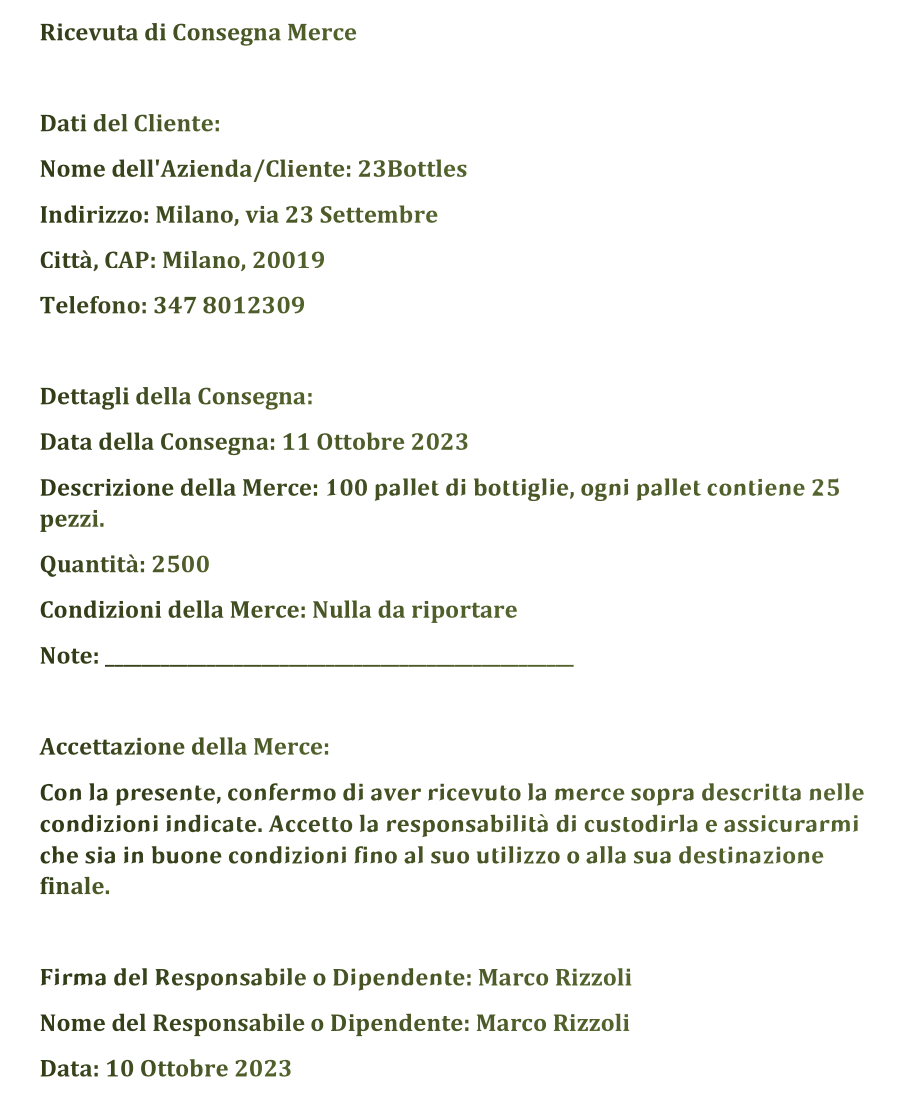 Ricevuta di Consegna Merce
Dati del Cliente:
Nome dell'Azienda/Cliente: 23Bottles
Indirizzo: Milano, via 23 Settembre
Città, CAP: Milano, 20019
Telefono: 347 8012309
Dettagli della Consegna:
Data della Consegna: 11 Ottobre 2023
Descrizione della Merce: 100 pallet di bottiglie, ogni pallet contiene 25
pezzi.
Quantità: 2500
Condizioni della Merce: Nulla da riportare
Note: ___________________________________________________
Accettazione della Merce:
Con la presente, confermo di aver ricevuto la merce sopra descritta nelle
condizioni indicate. Accetto la responsabilità di custodirla e assicurarmi
che sia in buone condizioni fino al suo utilizzo o alla sua destinazione
finale.
Firma del Responsabile o Dipendente: Marco Rizzoli
Nome del Responsabile o Dipendente: Marco Rizzoli
Data: 10 Ottobre 2023